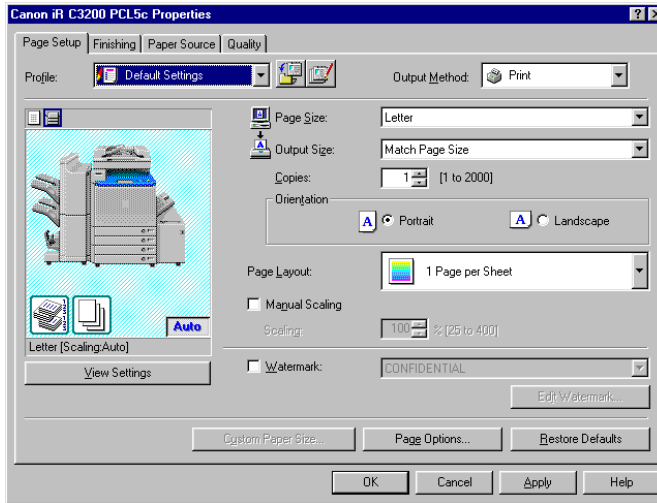 Canon iR C3200 PCL5c Properties
Page Setup Finishing Paper Source Quality
Profile: Default Settings Output Method: Print
Page Size: Letter
Output Size: Match Page Size
Copies: 1 [1 to 2000]
Orientation
A Portrait A Landscape
Page Layout: 1 Page per Sheet
Manual Scaling
Scaling: 100 % [25 to 400]
Auto
Letter [Scaling:Auto]
View Settings
Watermark: CONFIDENTIAL
Edit Watermark...
Custom Paper Size... Page Options... Restore Defaults
OK Cancel Apply Help